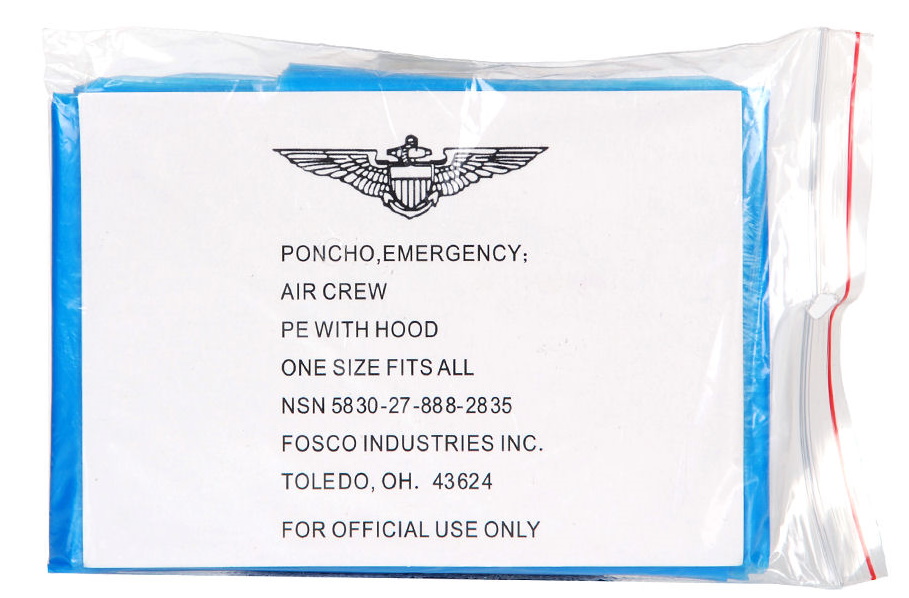 PONCHO,EMERGENCY;
AIR CREW
PE WITH HOOD
ONE SIZE FITS ALL
NSN 5830-27-888-2835
FOSCO INDUSTRIES INC.
TOLEDO, OH. 43624
FOR OFFICIAL USE ONLY